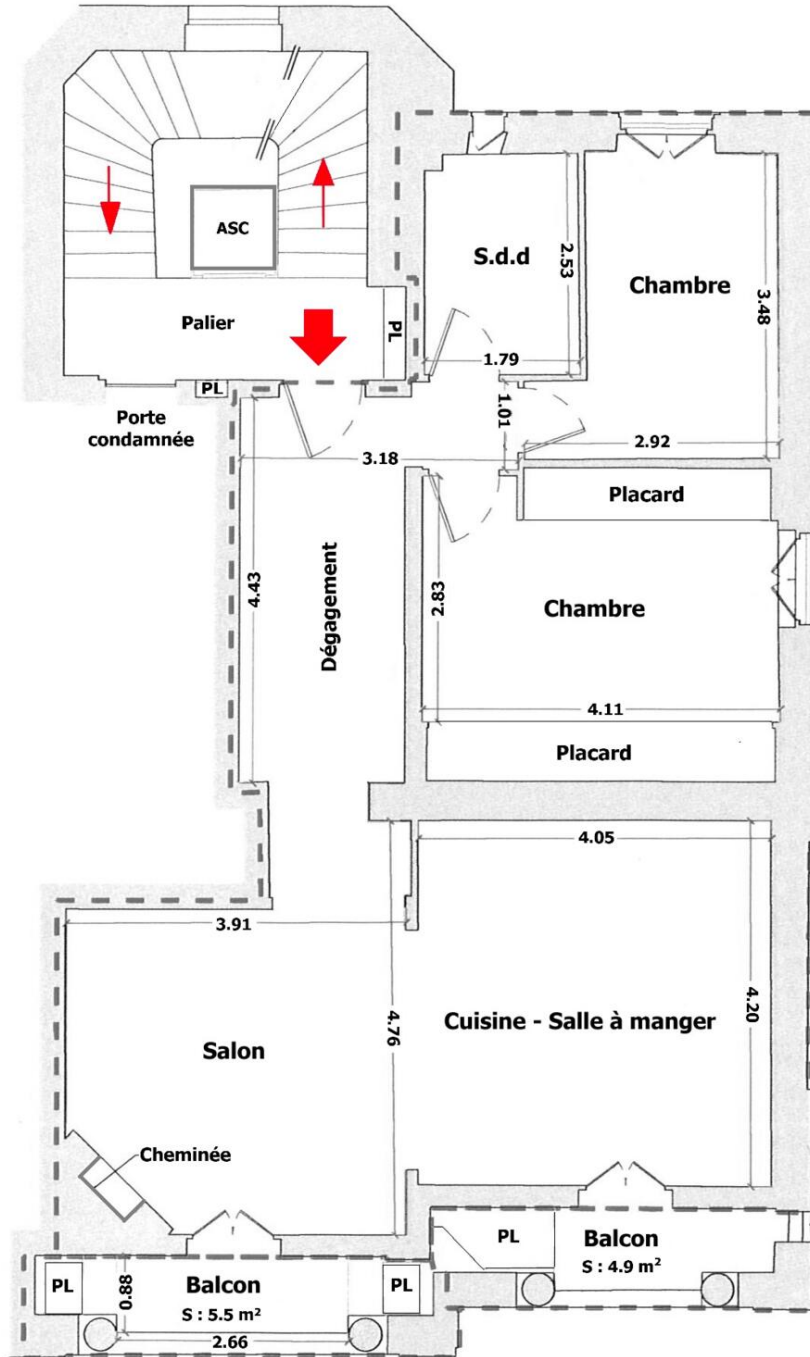 ASC
S.d.d
2.53
Chambre
3.48
Palier
PL
1.79
PL
Porte
condamnée
1.01
3.18
2.92
Placard
Dégagement
4.43
2.83
Chambre
4.11
Placard
4.05
3.91
4.76
4.20
Cuisine - Salle à manger
Salon
Cheminée
PL
Balcon
S : 4.9 m²
PL
0.88
Balcon
S : 5.5 m²
PL
2.66